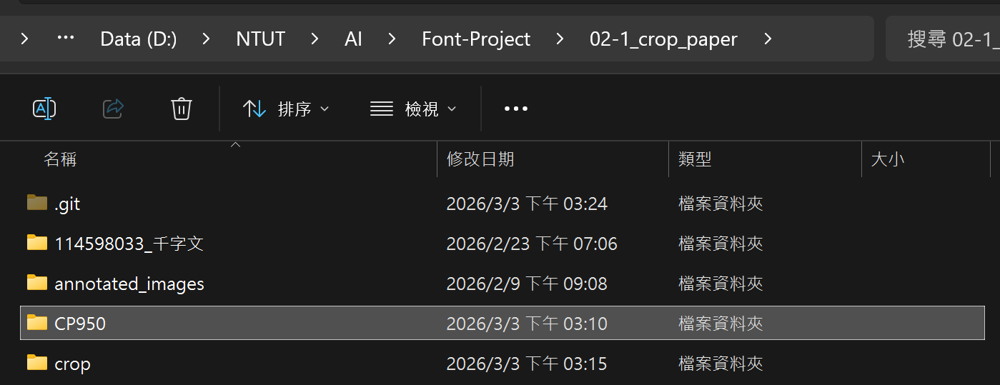 Data (D:) > NTUT > AI > Font-Project > 02-1_crop_paper > 搜尋 02-1_
排序 檢視
名稱 修改日期 類型 大小
.git 2026/3/3 下午 03:24 檔案資料夾
114598033_千字文 2026/2/23 下午 07:06 檔案資料夾
annotated_images 2026/2/9 下午 09:08 檔案資料夾
CP950 2026/3/3 下午 03:10 檔案資料夾
crop 2026/3/3 下午 03:15 檔案資料夾